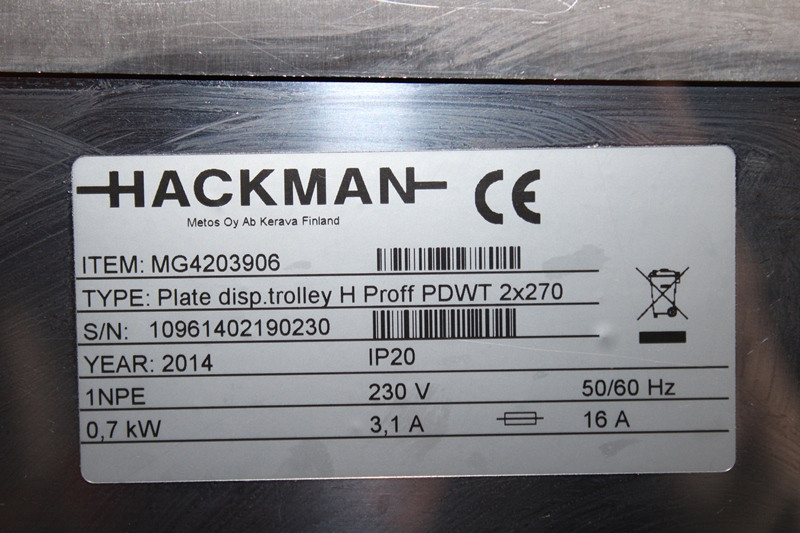 HACKMAN CE
Metos Oy Ab Kerava Finland
ITEM: MG4203906
TYPE: Plate disp.trolley H Proff PDWT 2x270
S/N: 10961402190230
YEAR: 2014 IP20
1NPE 230 V 50/60 Hz
0,7 kW 3,1 A 16 A